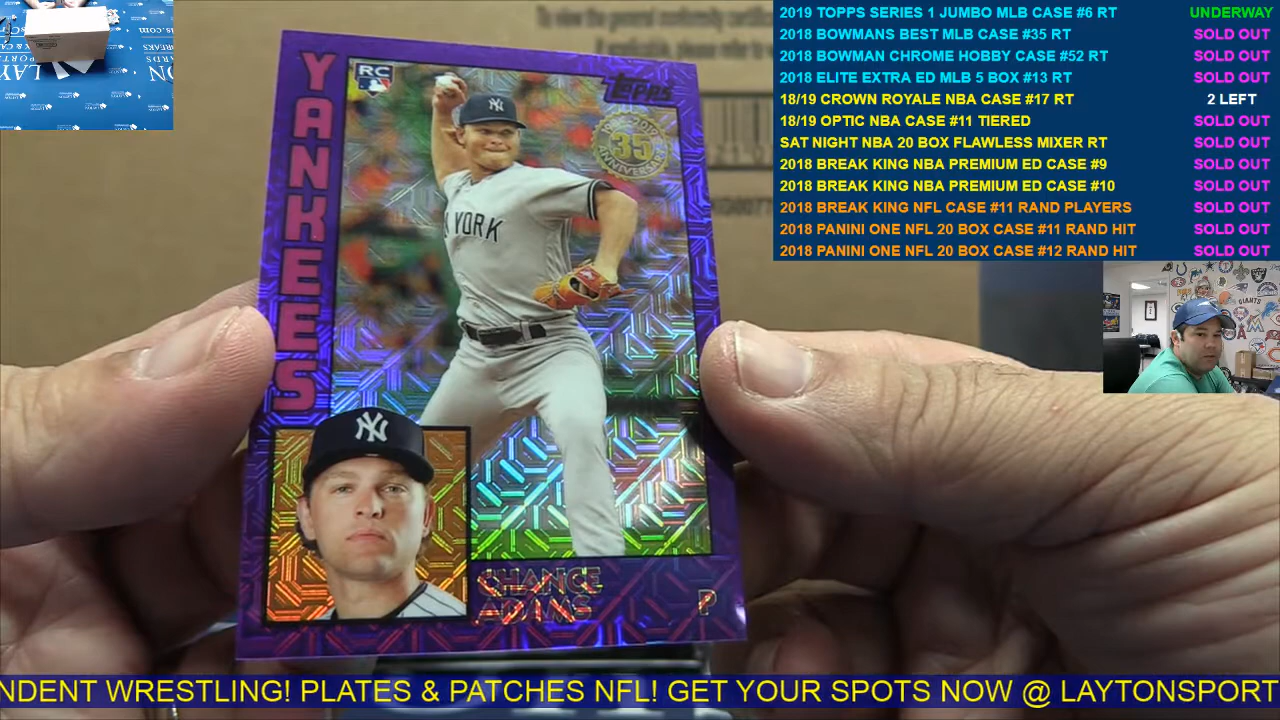 2019 TOPPS SERIES 1 JUMBO MLB CASE #6 RT UNDERWAY
2018 BOWMANS BEST MLB CASE #35 RT SOLD OUT
2018 BOWMAN CHROME HOBBY CASE #52 RT SOLD OUT
2018 ELITE EXTRA ED MLB 5 BOX #13 RT SOLD OUT
18/19 CROWN ROYALE NBA CASE #17 RT 2 LEFT
18/19 OPTIC NBA CASE #11 TIERED SOLD OUT
SAT NIGHT NBA 20 BOX FLAWLESS MIXER RT SOLD OUT
2018 BREAK KING NBA PREMIUM ED CASE #9 SOLD OUT
2018 BREAK KING NBA PREMIUM ED CASE #10 SOLD OUT
2018 BREAK KING NFL CASE #11 RAND PLAYERS SOLD OUT
2018 PANINI ONE NFL 20 BOX CASE #11 RAND HIT SOLD OUT
2018 PANINI ONE NFL 20 BOX CASE #12 RAND HIT SOLD OUT
YANKEES
RC
Topps
35
ANNIVERSARY
YORK
CHANCE
ADAMS
P
GIANTS
NDENT WRESTLING! PLATES & PATCHES NFL! GET YOUR SPOTS NOW @ LAYTONSPORT